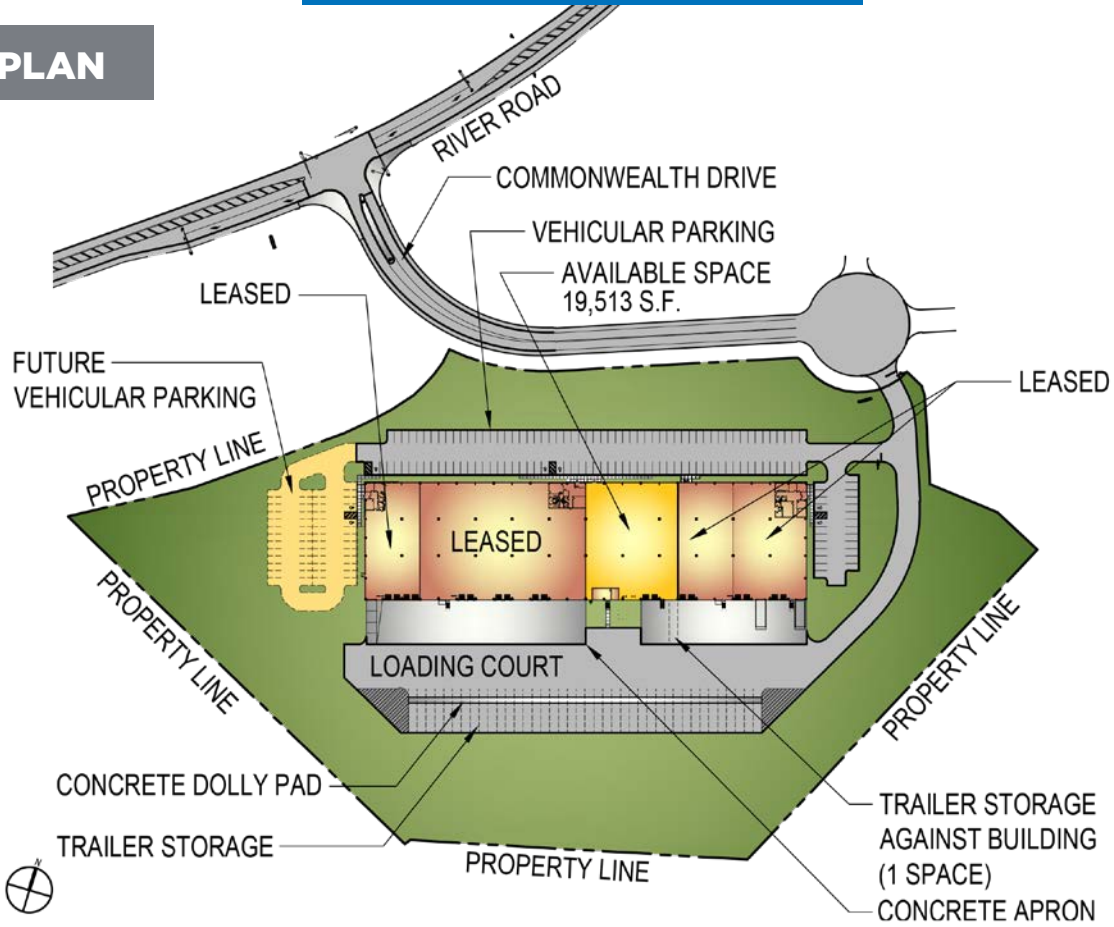 PLAN
RIVER ROAD
COMMONWEALTH DRIVE
VEHICULAR PARKING
AVAILABLE SPACE
19,513 S.F.
LEASED
FUTURE
VEHICULAR PARKING
LEASED
PROPERTY LINE
LEASED
PROPERTY LINE
PROPERTY LINE
LOADING COURT
CONCRETE DOLLY PAD
TRAILER STORAGE
PROPERTY LINE
TRAILER STORAGE
AGAINST BUILDING
(1 SPACE)
CONCRETE APRON
N